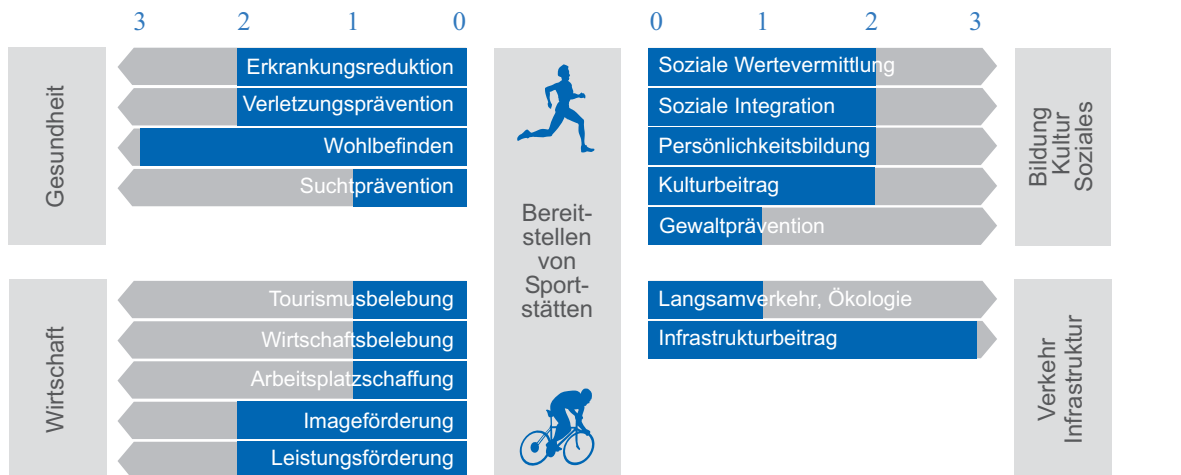 3 2 1 0
0 1 2 3
Gesundheit
Erkrankungsreduktion
Verletzungsprävention
Wohlbefinden
Suchtprävention
Wirtschaft
Tourismusbelebung
Wirtschaftsbelebung
Arbeitsplatzschaffung
Imageförderung
Leistungsförderung
Bereit-
stellen
von
Sport-
stätten
Soziale Wertevermittlung
Soziale Integration
Persönlichkeitsbildung
Kulturbeitrag
Gewaltprävention
Bildung
Kultur
Soziales
Langsamverkehr, Ökologie
Infrastrukturbeitrag
Verkehr
Infrastruktur